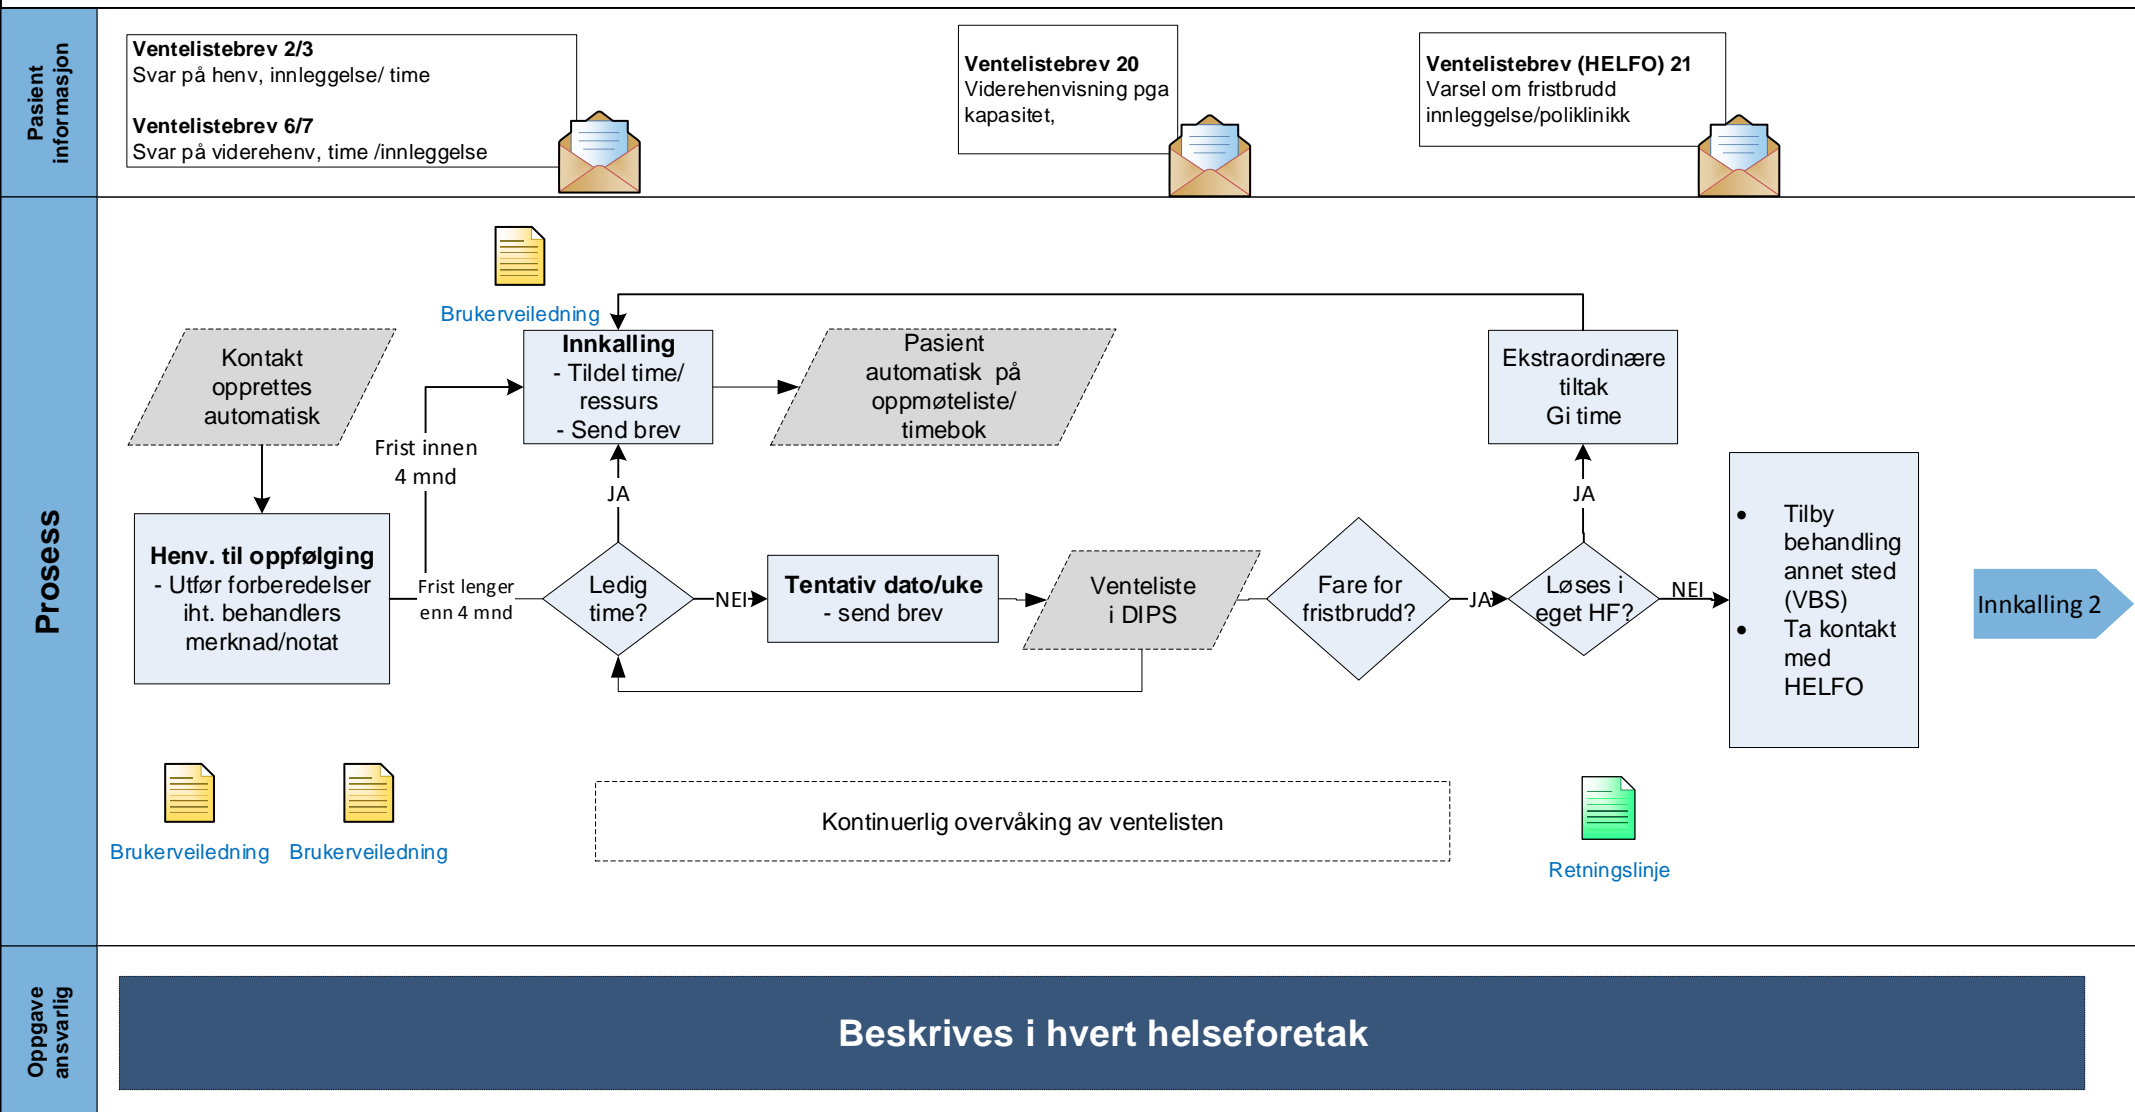 Pasient
informasjon
Ventelistebrev 2/3
Svar på henv, innleggelse/ time
Ventelistebrev 6/7
Svar på viderehenv, time /innleggelse
Ventelistebrev 20
Viderehenvisning pga
kapasitet,
Ventelistebrev (HELFO) 21
Varsel om fristbrudd
innleggelse/poliklinikk
Prosess
Brukerveiledning
Kontakt
opprettes
automatisk
Frist innen
4 mnd
Innkalling
- Tildel time/
ressurs
- Send brev
Pasient
automatisk på
oppmøteliste/
timebok
Ekstraordinære
tiltak
Gi time
JA
JA
Henv. til oppfølging
- Utfør forberedelser
iht. behandlers
merknad/notat
Frist lenger
enn 4 mnd
Ledig
time?
NEI
Tentativ dato/uke
- send brev
Venteliste
i DIPS
Fare for
fristbrudd?
JA
Løses i
eget HF?
NEI
• Tilby
behandling
annet sted
(VBS)
• Ta kontakt
med
HELFO
Innkalling 2
Brukerveiledning
Brukerveiledning
Kontinuerlig overvåking av ventelisten
Retningslinje
Oppgave
ansvarlig
Beskrives i hvert helseforetak